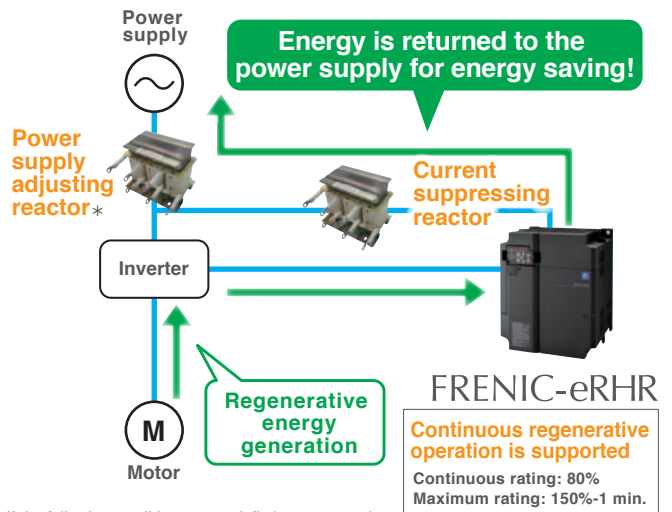 Power
supply
Energy is returned to the
power supply for energy saving!
Power
supply
adjusting
reactor*
Current
suppressing
reactor
Inverter
Regenerative
energy
generation
M
Motor
FRENIC-eRHR
Continuous regenerative
operation is supported
Continuous rating: 80%
Maximum rating: 150%-1 min.